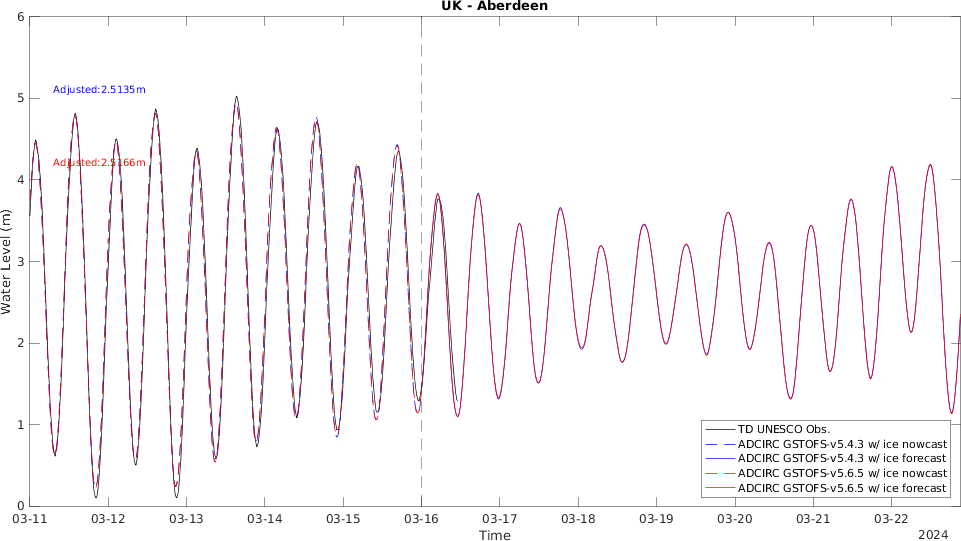 UK - Aberdeen
6
5
4
3
2
1
0
Water Level (m)
Adjusted:2.5135m
Adjusted:2.5166m
TD UNESCO Obs.
ADCIRC GSTOFS-v5.4.3 w/ ice nowcast
ADCIRC GSTOFS-v5.4.3 w/ ice forecast
ADCIRC GSTOFS-v5.6.5 w/ ice nowcast
ADCIRC GSTOFS-v5.6.5 w/ ice forecast
03-11 03-12 03-13 03-14 03-15 03-16 03-17 03-18 03-19 03-20 03-21 03-22
Time
2024